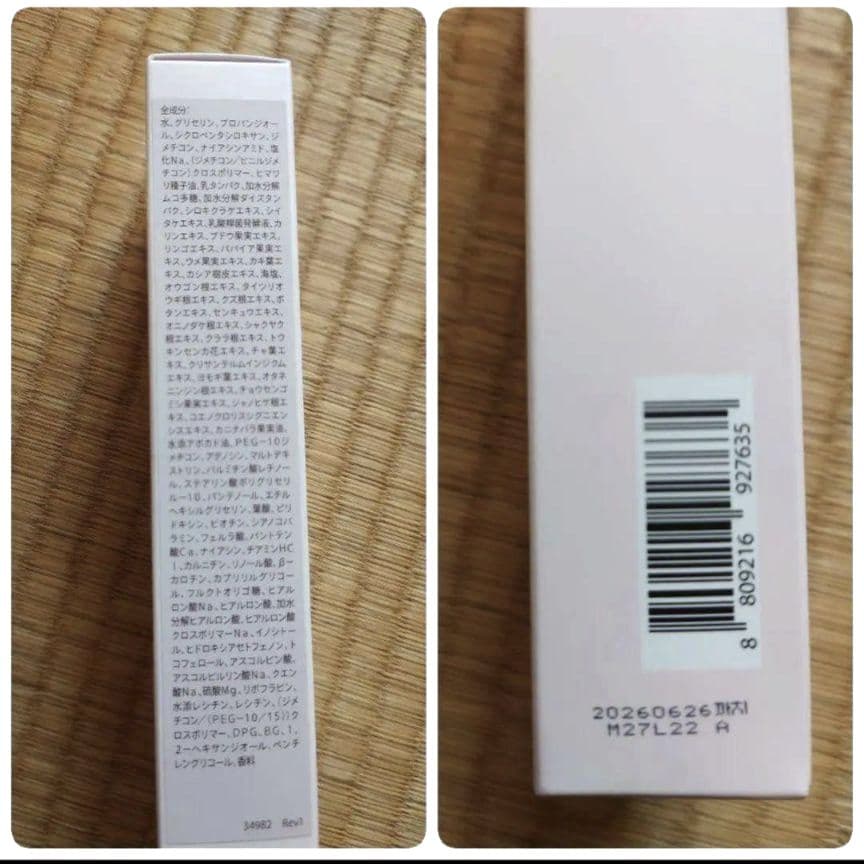 全成分:
水、グリセリン、プロパンジオー
ル、シクロペンタシロキサン、ジ
メチコン、ナイアシンアミド、塩
化Na、(ジメチコン/ビニルジメ
チコン)クロスポリマー、ヒマワ
リ種子油、乳タンパク、加水分解
ムコ多糖、加水分解ダイズタン
パク、シロキクラゲエキス、シイ
タケエキス、乳酸桿菌発酵液、カ
リンエキス、ブドウ果実エキス、
リンゴエキス、パパイア果実エ
キス、ウメ果実エキス、カキ葉エ
キス、カシア樹皮エキス、海塩、
オウゴン根エキス、タイツリオ
ウギ根エキス、クズ根エキス、ボ
タンエキス、センキュウエキス、
オニノダケ根エキス、シャクヤク
根エキス、クララ根エキス、トウ
キンセンカ花エキス、チャ葉エ
キス、クリサンテルムインジクム
エキス、ヨモギ葉エキス、オタネ
ニンジン根エキス、チョウセンゴ
ミシ果実エキス、ジャノヒゲ根エ
キス、コエノクロリスシグニエン
シスエキス、カニナバラ果実油、
水添アボカド油、PEG-10ジ
メチコン、アデノシン、マルトデキ
ストリン、パルミチン酸レチノー
ル、ステアリン酸ポリグリセリ
ル-10、パンテノール、エチル
ヘキシルグリセリン、葉酸、ピリ
ドキシン、ビオチン、シアノコバ
ラミン、フェルラ酸、パントテン
酸Ca、ナイアシン、チアミンHC
l、カルニチン、リノール酸、β-
カロチン、カプリリルグリコー
ル、フルクトオリゴ糖、ヒアル
ロン酸Na、ヒアルロン酸、加水
分解ヒアルロン酸、ヒアルロン酸
クロスポリマーNa、イノシトー
ル、ヒドロキシアセトフェノン、ト
コフェロール、アスコルビン酸、
アスコルビルリン酸Na、クエン
酸Na、硫酸Mg、リボフラビン、
水添レシチン、レシチン、(ジメ
チコン/(PEG-10/15))ク
ロスポリマー、DPG、BG、1,
2-ヘキサンジオール、ペンチ
レングリコール、香料
34982 Rev1
8 809216 927635
20260626까지
M27L22 A